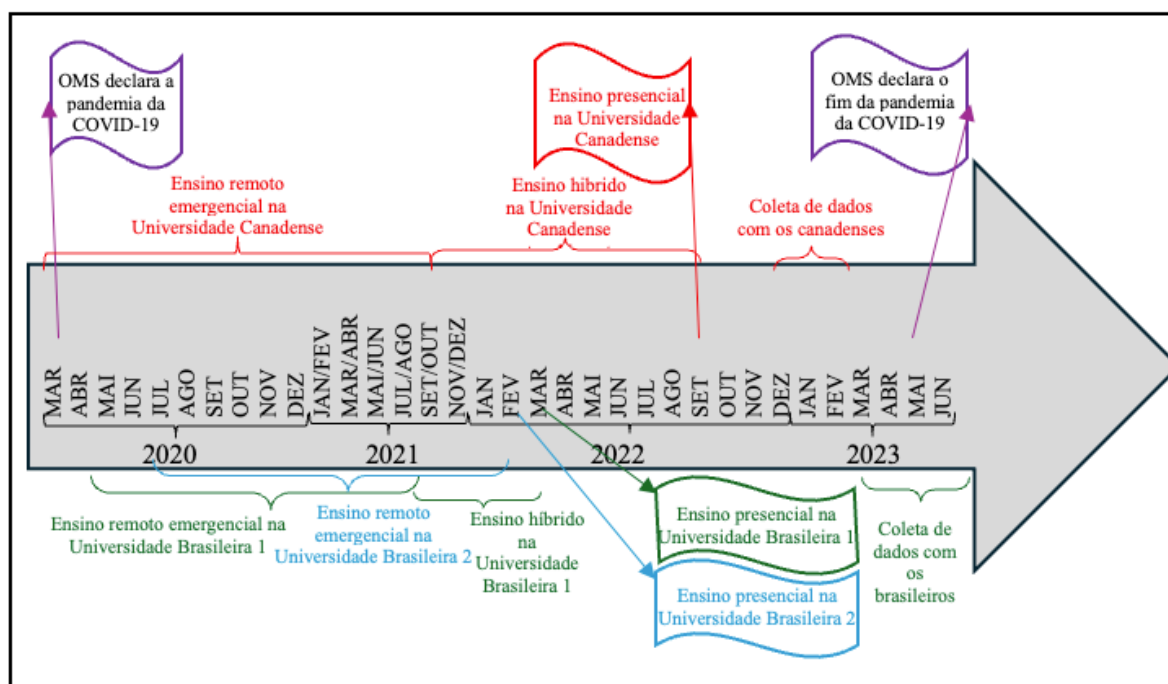 OMS declara a
pandemia da
COVID-19
Ensino presencial
na Universidade
Canadense
OMS declara o
fim da pandemia
da COVID-19
Ensino remoto
emergencial na
Universidade Canadense
Ensino híbrido
na Universidade
Canadense
Coleta de dados
com os canadenses
MAR
ABR
MAI
JUN
JUL
AGO
SET
OUT
NOV
DEZ
JAN/FEV
MAR/ABR
MAI/JUN
JUL/AGO
SET/OUT
NOV/DEZ
JAN
FEV
MAR
ABR
MAI
JUN
JUL
AGO
SET
OUT
NOV
DEZ
JAN
FEV
MAR
ABR
MAI
JUN
2020
2021
2022
2023
Ensino remoto emergencial na
Universidade Brasileira 1
Ensino remoto
emergencial na
Universidade Brasileira 2
Ensino híbrido
na
Universidade
Brasileira 1
Ensino presencial na
Universidade Brasileira 1
Ensino presencial na
Universidade Brasileira 2
Coleta de
dados com
os
brasileiros